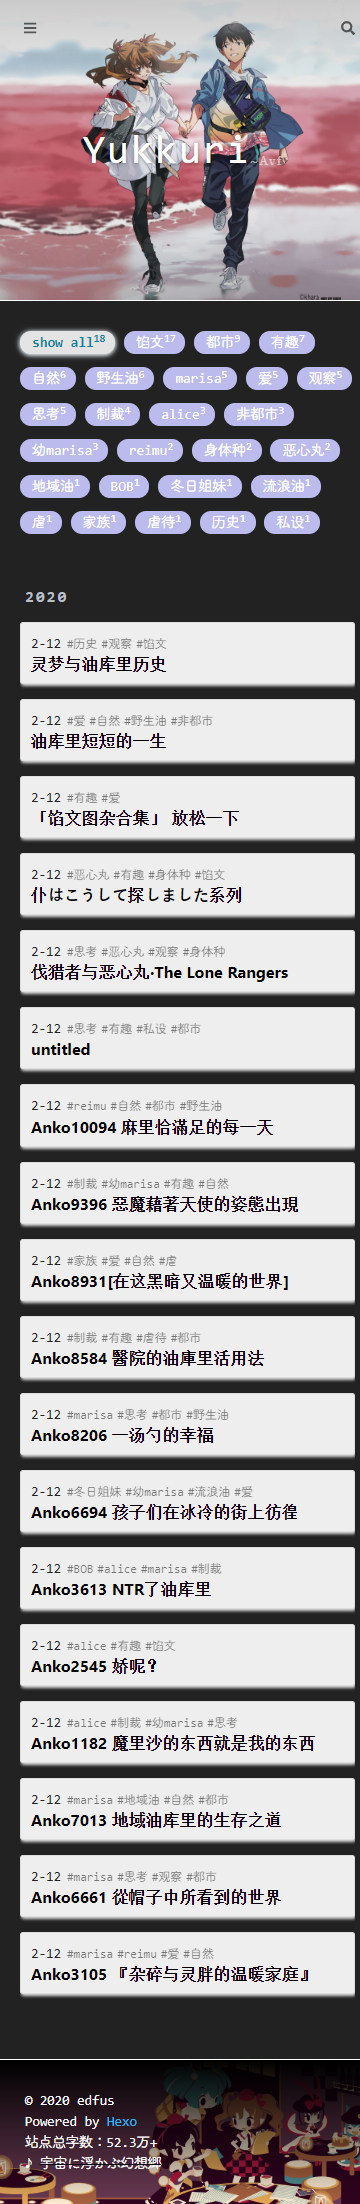 Yukkuri~Avf
show all18 馅文17 都市9 有趣7
自然6 野生油6 marisa5 爱5 观察5
思考5 制裁4 alice3 非都市3
幼marisa3 reimu2 身体种2 恶心丸2
地域油1 BOB1 冬日姐妹1 流浪油1
虐1 家族1 虐待1 历史1 私设1
2020
2-12 #历史 #观察 #馅文
灵梦与油库里历史
2-12 #爱 #自然 #野生油 #非都市
油库里短短的一生
2-12 #有趣 #爱
「馅文图杂合集」 放松一下
2-12 #恶心丸 #有趣 #身体种 #馅文
仆はこうして探しました系列
2-12 #思考 #恶心丸 #观察 #身体种
伐猎者与恶心丸·The Lone Rangers
2-12 #思考 #有趣 #私设 #都市
untitled
2-12 #reimu #自然 #都市 #野生油
Anko10094 麻里恰滿足的每一天
2-12 #制裁 #幼marisa #有趣 #自然
Anko9396 惡魔藉著天使的姿態出現
2-12 #家族 #爱 #自然 #虐
Anko8931[在这黑暗又温暖的世界]
2-12 #制裁 #有趣 #虐待 #都市
Anko8584 醫院的油庫里活用法
2-12 #marisa #思考 #都市 #野生油
Anko8206 一汤勺的幸福
2-12 #冬日姐妹 #幼marisa #流浪油 #爱
Anko6694 孩子们在冰冷的街上彷徨
2-12 #BOB #alice #marisa #制裁
Anko3613 NTR了油库里
2-12 #alice #有趣 #馅文
Anko2545 娇呢？
2-12 #alice #制裁 #幼marisa #思考
Anko1182 魔里沙的东西就是我的东西
2-12 #marisa #地域油 #自然 #都市
Anko7013 地域油库里的生存之道
2-12 #marisa #思考 #观察 #都市
Anko6661 從帽子中所看到的世界
2-12 #marisa #reimu #爱 #自然
Anko3105 『杂碎与灵胖的温暖家庭』
© 2020 edfus
Powered by Hexo
站点总字数：52.3万+
♪ 宇宙に浮かぶ幻想郷